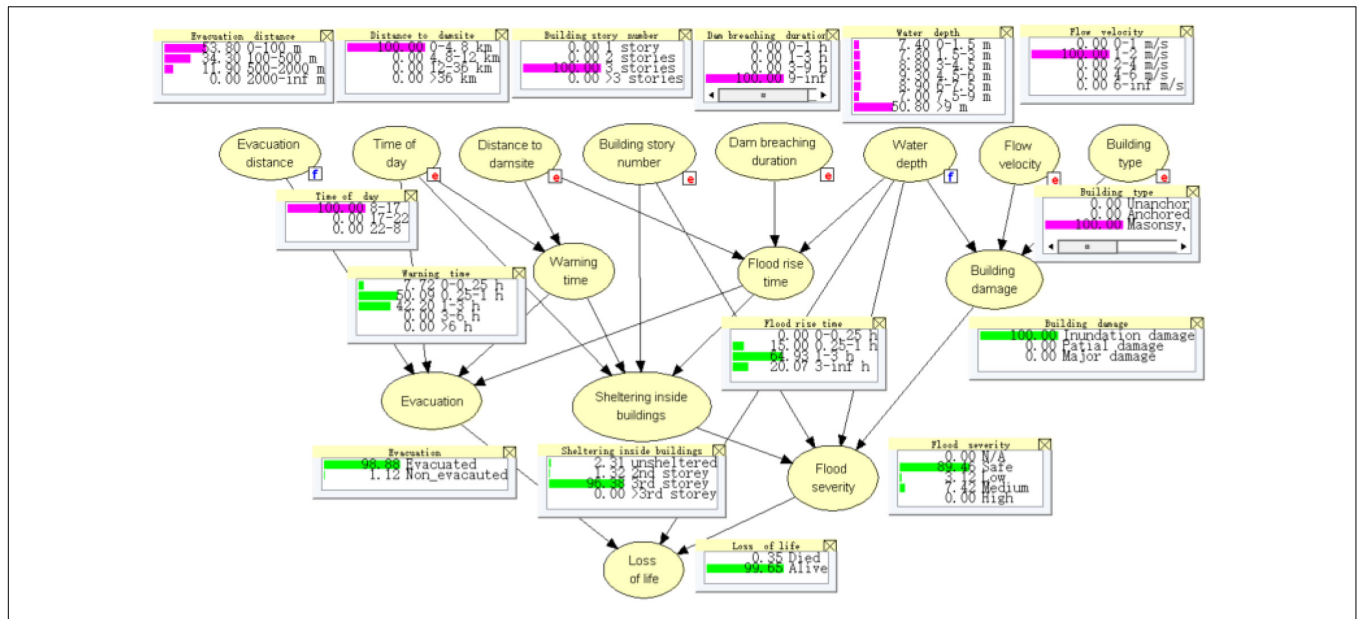 Evacuation distance
53.80 0-100 m
34.30 100-500 m
11.90 500-2000 m
0.00 2000-inf m
Distance to damsite
100.00 0-4.8 km
0.00 4.8-12 km
0.00 12-36 km
0.00 >36 km
Building story number
0.00 1 story
0.00 2 stories
100.00 3 stories
0.00 >3 stories
Dam breaching duration
0.00 0-1 h
0.00 1-3 h
0.00 3-9 h
100.00 9-inf
Water depth
7.40 0-1.5 m
9.30 4.5-6 m
8.90 6-7.5 m
7.00 7.5-9 m
50.80 >9 m
Flow velocity
0.00 0-1 m/s
100.00 1-2 m/s
0.00 2-4 m/s
0.00 4-6 m/s
0.00 6-inf m/s
Evacuation
distance
f
Time of
day
e
Distance to
damsite
e
Building story
number
e
Dam breaching
duration
e
Water
depth
f
Flow
velocity
e
Building
type
e
Time of day
100.00 8-17
0.00 17-22
0.00 22-8
Building type
0.00 Unanchor
0.00 Anchored
100.00 Masonsy,
Warning
time
Flood rise
time
Building
damage
Warning time
7.72 0-0.25 h
50.09 0.25-1 h
42.20 1-3 h
0.00 3-6 h
0.00 >6 h
Flood rise time
0.00 0-0.25 h
15.00 0.25-1 h
64.93 1-3 h
20.07 3-inf h
Building damage
100.00 Inundation damage
0.00 Patial damage
0.00 Major damage
Evacuation
Sheltering inside
buildings
Flood
severity
Evacuation
98.88 Evacuated
1.12 Non_evacauted
Sheltering inside buildings
2.31 unsheltered
1.32 2nd storey
96.38 3rd storey
0.00 >3rd storey
Flood severity
0.00 N/A
89.46 Safe
3.12 Low
7.42 Medium
0.00 High
Loss
of life
Loss of life
0.35 Died
99.65 Alive